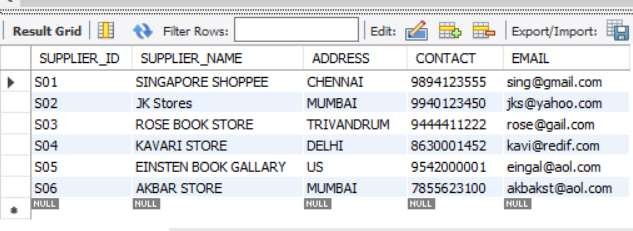 Result Grid Filter Rows: Edit: Export/Import:
SUPPLIER_ID SUPPLIER_NAME ADDRESS CONTACT EMAIL
S01 SINGAPORE SHOPPEE CHENNAI 9894123555 sing@gmail.com
S02 JK Stores MUMBAI 9940123450 jks@yahoo.com
S03 ROSE BOOK STORE TRIVANDRUM 9444411222 rose@gail.com
S04 KAVARI STORE DELHI 8630001452 kavi@redif.com
S05 EINSTEN BOOK GALLARY US 9542000001 eingal@aol.com
S06 AKBAR STORE MUMBAI 7855623100 akbakst@aol.com
NULL NULL NULL NULL NULL